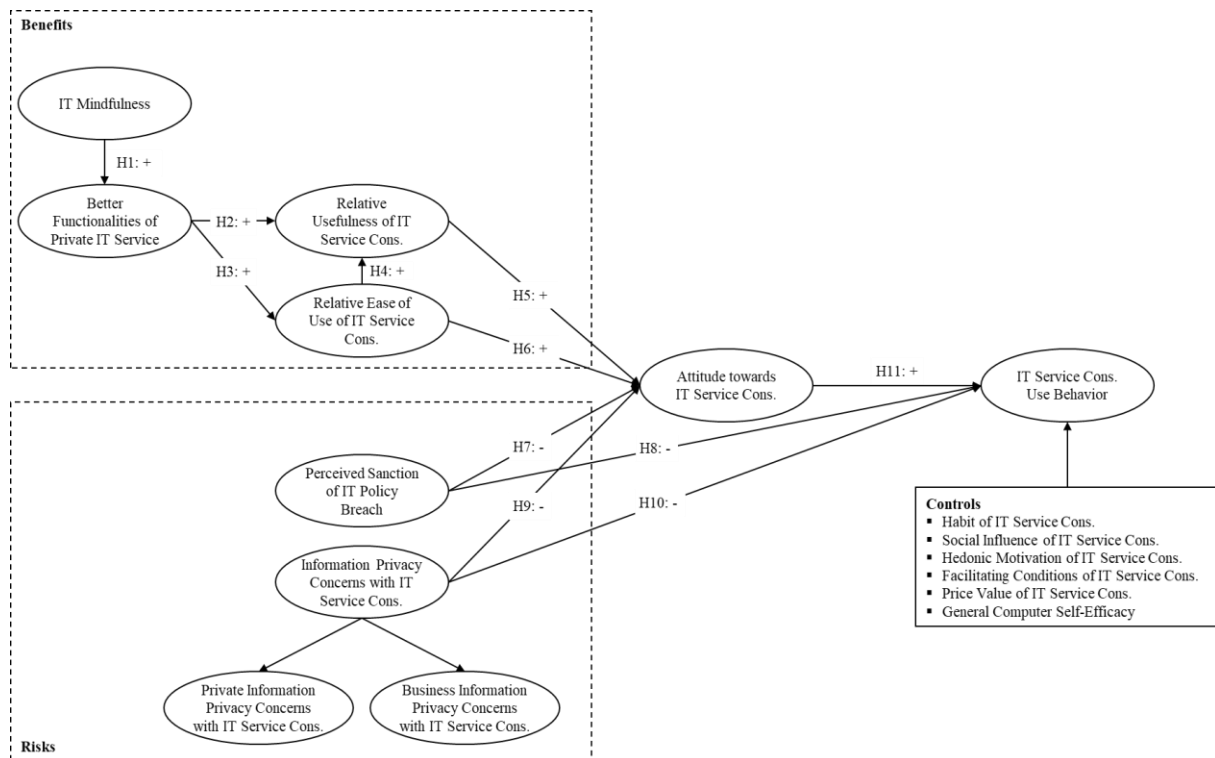 Benefits
IT Mindfulness
H1: +
Better
Functionalities of
Private IT Service
H2: +
Relative
Usefulness of IT
Service Cons.
H3: +
H4: +
Relative Ease of
Use of IT Service
Cons.
H5: +
H6: +
Attitude towards
IT Service Cons.
H11: +
IT Service Cons.
Use Behavior
H7: -
H8: -
Perceived Sanction
of IT Policy
Breach
H9: -
H10: -
Information Privacy
Concerns with IT
Service Cons.
Private Information
Privacy Concerns
with IT Service Cons.
Business Information
Privacy Concerns
with IT Service Cons.
Risks
Controls
▪ Habit of IT Service Cons.
▪ Social Influence of IT Service Cons.
▪ Hedonic Motivation of IT Service Cons.
▪ Facilitating Conditions of IT Service Cons.
▪ Price Value of IT Service Cons.
▪ General Computer Self-Efficacy